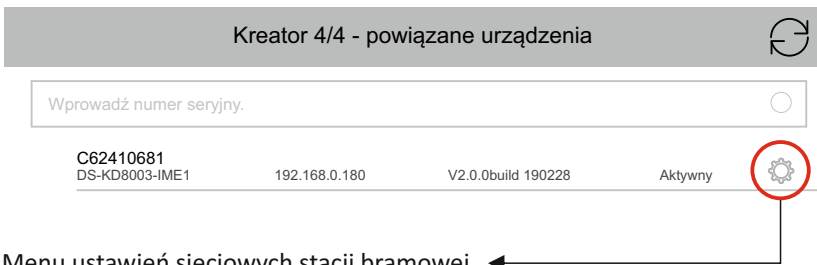 Kreator 4/4 - powiązane urządzenia
Wprowadź numer seryjny.
C62410681
DS-KD8003-IME1 192.168.0.180 V2.0.0build 190228 Aktywny
Menu ustawień sieciowych stacji bramowej